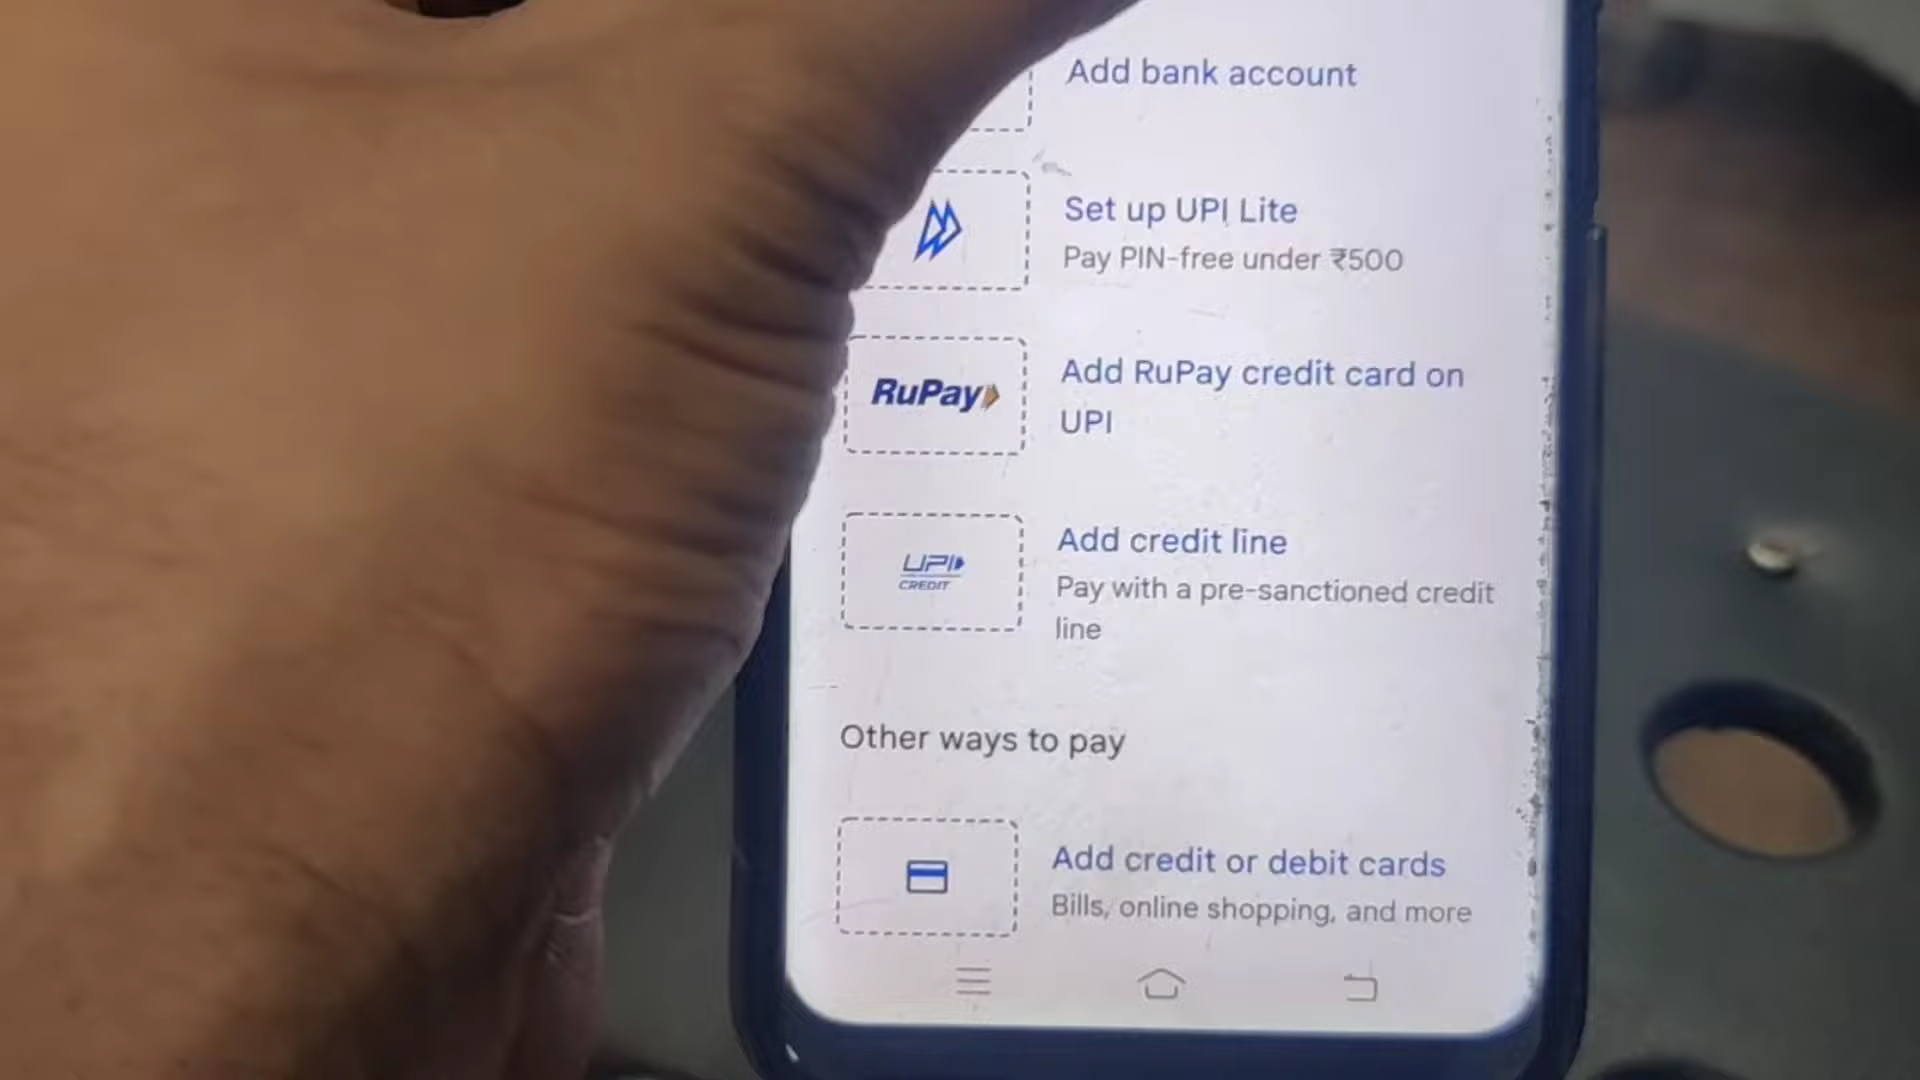 Add bank account
Set up UPI Lite
Pay PIN-free under ₹500
RuPay
Add RuPay credit card on
UPI
UPI
CREDIT
Add credit line
Pay with a pre-sanctioned credit
line
Other ways to pay
Add credit or debit cards
Bills, online shopping, and more